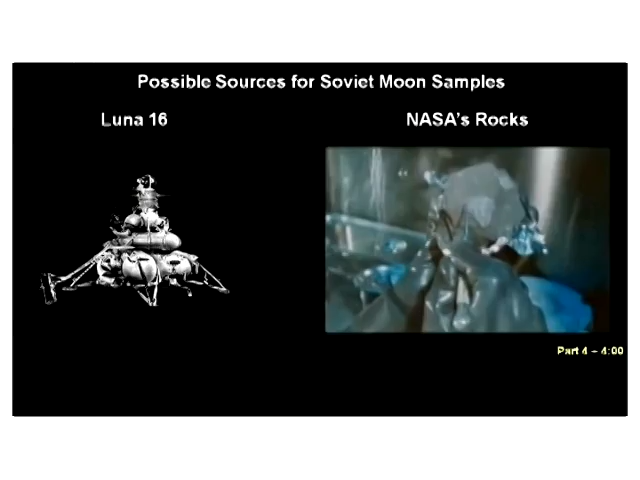 Possible Sources for Soviet Moon Samples
Luna 16
NASA's Rocks
Part 4 – 4:00